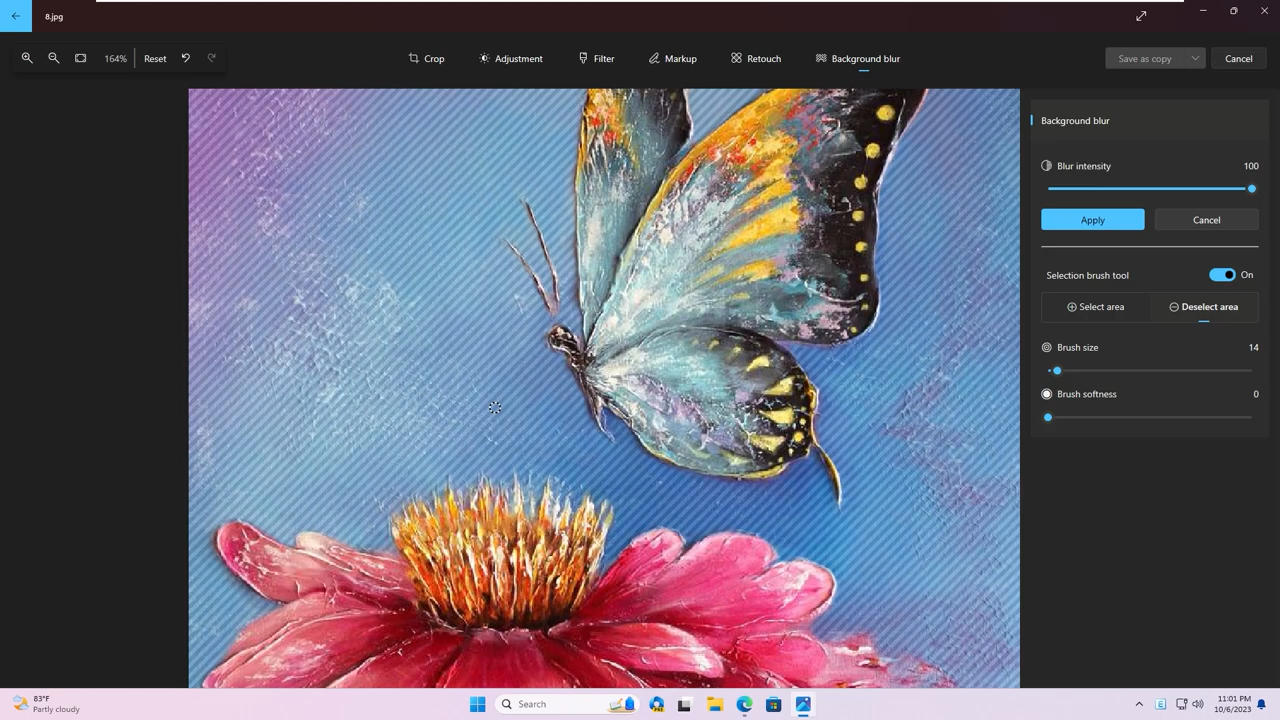 8.jpg
164%
Reset
Crop
Adjustment
Filter
Markup
Retouch
Background blur
Save as copy
Cancel
Background blur
Blur intensity 100
Apply Cancel
Selection brush tool On
Select area Deselect area
Brush size 14
Brush softness 0
83°F
Partly cloudy
Search
11:01 PM
10/6/2023